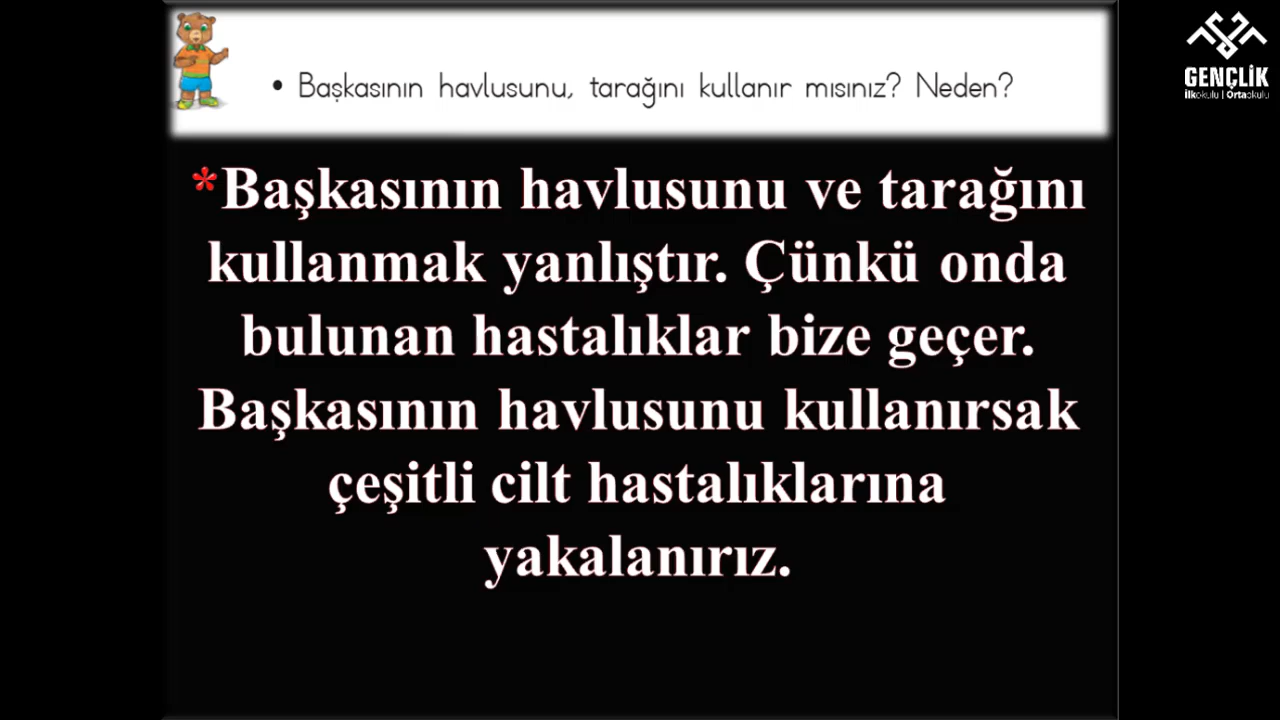 • Başkasının havlusunu, tarağını kullanır mısınız? Neden?
GENÇLİK
İlkokulu | Ortaokulu
*Başkasının havlusunu ve tarağını
kullanmak yanlıştır. Çünkü onda
bulunan hastalıklar bize geçer.
Başkasının havlusunu kullanırsak
çeşitli cilt hastalıklarına
yakalanırız.